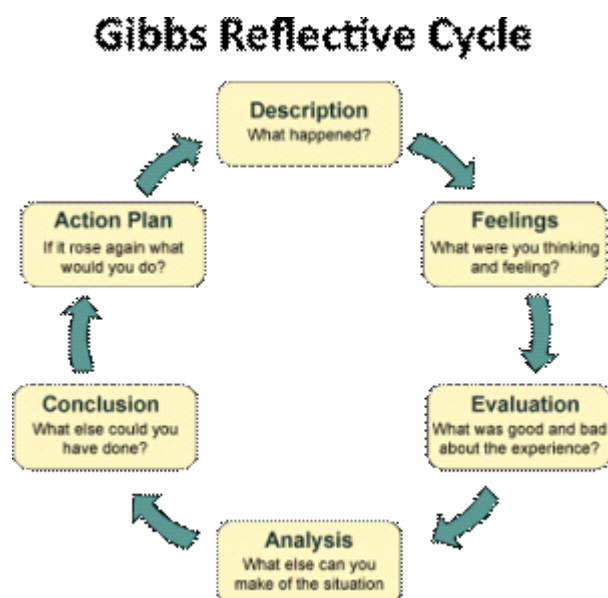 Gibbs Reflective Cycle
Description
What happened?
Feelings
What were you thinking
and feeling?
Evaluation
What was good and bad
about the experience?
Analysis
What else can you
make of the situation
Conclusion
What else could you
have done?
Action Plan
If it rose again what
would you do?